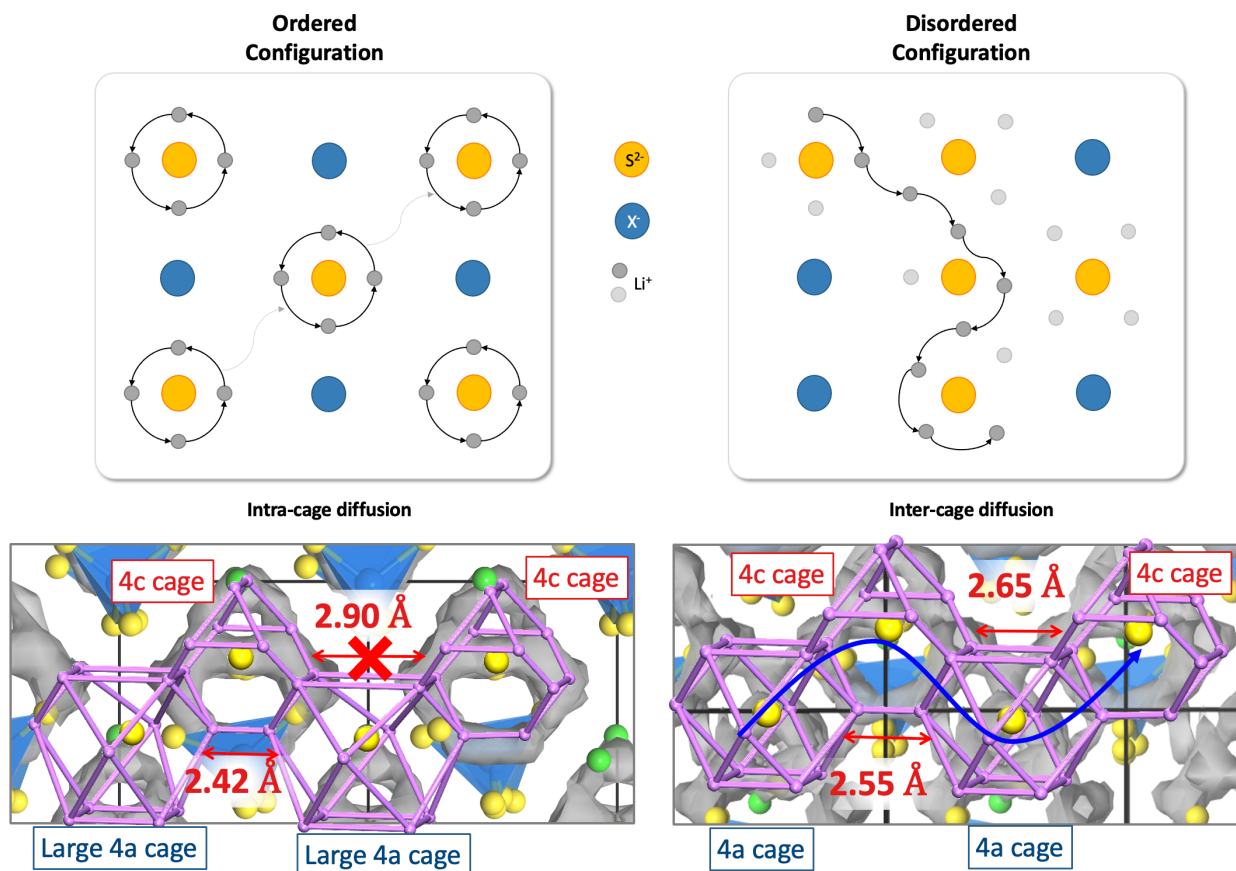 Ordered
Configuration
Disordered
Configuration
S²⁻
X⁻
Li⁺
Intra-cage diffusion
Inter-cage diffusion
4c cage
4c cage
2.90 Å
2.42 Å
Large 4a cage
Large 4a cage
4c cage
4c cage
2.65 Å
2.55 Å
4a cage
4a cage